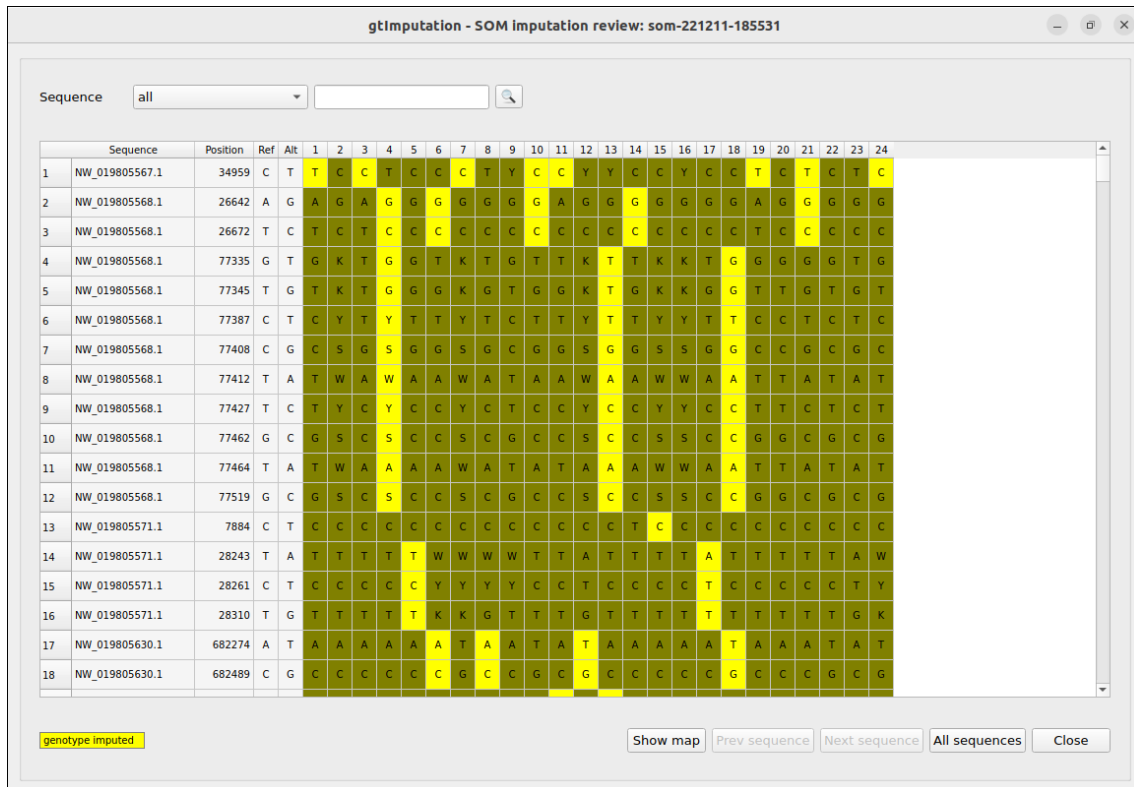 gtImputation - SOM imputation review: som-221211-185531
Sequence all
Sequence Position Ref Alt 1 2 3 4 5 6 7 8 9 10 11 12 13 14 15 16 17 18 19 20 21 22 23 24
1 NW_019805567.1 34959 C T T C C T C C C T Y C C Y Y C C Y C C T C T C T C
2 NW_019805568.1 26642 A G A G A G G G G G G G A G G G G G G G A G G G G G
3 NW_019805568.1 26672 T C T C T C C C C C C C C C C C C C C C T C C C C C
4 NW_019805568.1 77335 G T G K T G G T K T G T T K T T K K T G G G G G T G
5 NW_019805568.1 77345 T G T K T G G G K G T G G K T G K K G G T T G T G T
6 NW_019805568.1 77387 C T C Y T Y T T Y T C T T Y T T Y Y T T C C T C T C
7 NW_019805568.1 77408 C G C S G S G G S G C G G S G G S S G G C C G C G C
8 NW_019805568.1 77412 T A T W A W A A W A T A A W A A W W A A T T A T A T
9 NW_019805568.1 77427 T C T Y C Y C C Y C T C C Y C C Y Y C C T T C T C T
10 NW_019805568.1 77462 G C G S C S C C S C G C C S C C S S C C G G C G C G
11 NW_019805568.1 77464 T A T W A A A A W A T A T A A A W W A A T T A T A T
12 NW_019805568.1 77519 G C G S C S C C S C G C C S C C S S C C G G C G C G
13 NW_019805571.1 7884 C T C C C C C C C C C C C C C T C C C C C C C C C C
14 NW_019805571.1 28243 T A T T T T T W W W W T T A T T T T A T T T T T A W
15 NW_019805571.1 28261 C T C C C C C Y Y Y Y C C T C C C C T C C C C C T Y
16 NW_019805571.1 28310 T G T T T T T K K G T T T G T T T T T T T T T T G K
17 NW_019805630.1 682274 A T A A A A A A T A A T A T A A A A A T A A A T A T
18 NW_019805630.1 682489 C G C C C C C C G C C G C G C C C C C G C C C G C G
genotype imputed Show map Prev sequence Next sequence All sequences Close